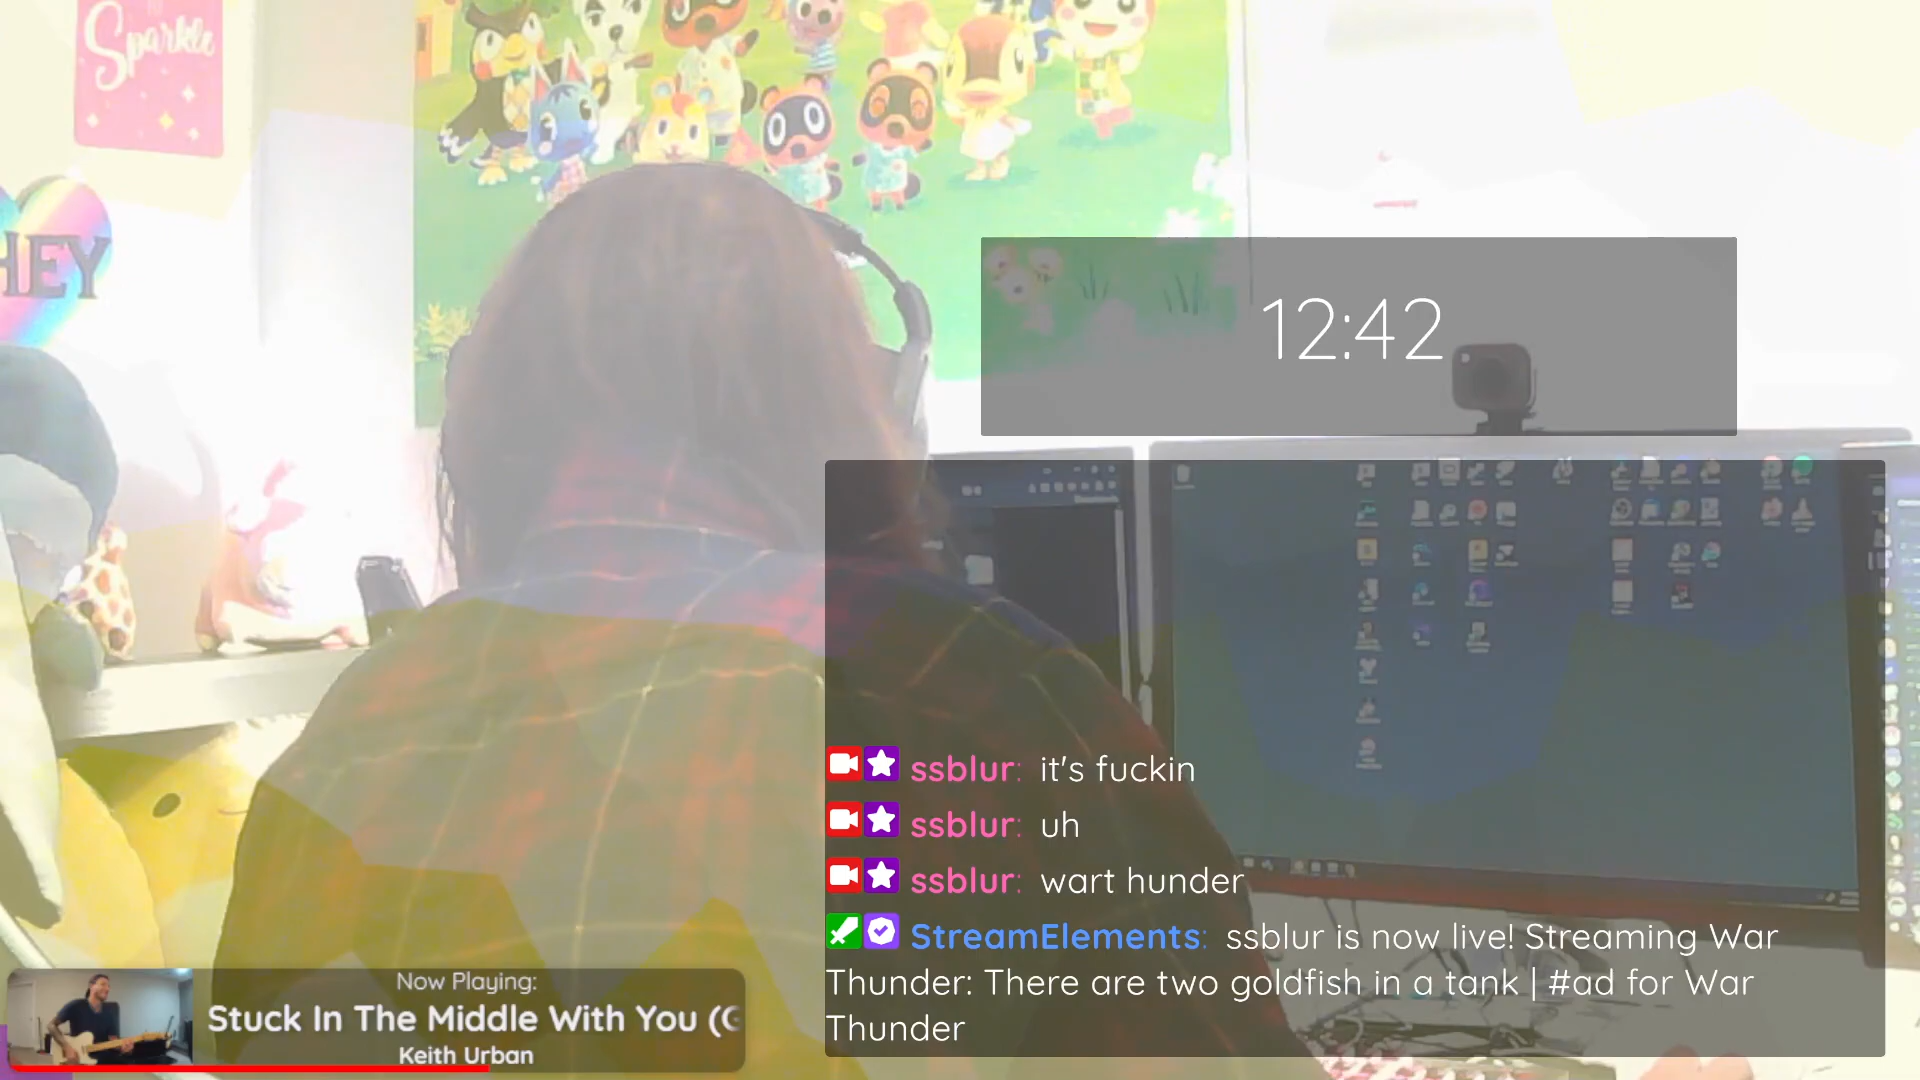 Sparkle
HEY
12:42
ssblur: it's fuckin
ssblur: uh
ssblur: wart hunder
StreamElements: ssblur is now live! Streaming War
Thunder: There are two goldfish in a tank | #ad for War
Thunder
Now Playing:
Stuck In The Middle With You (
Keith Urban